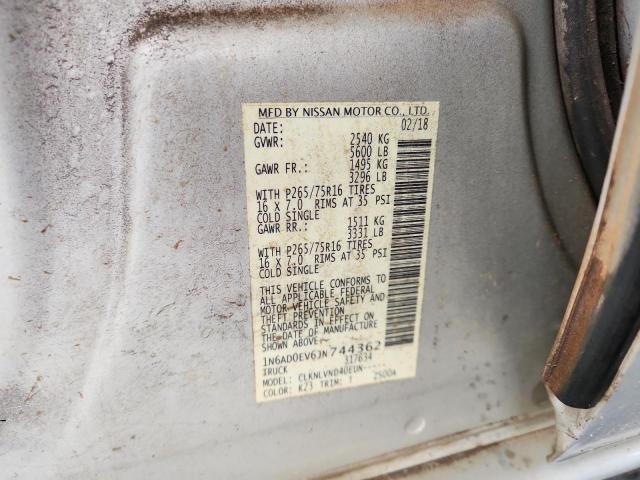 MFD BY NISSAN MOTOR CO., LTD.
DATE: 02/18
GVWR: 2540 KG
5600 LB
GAWR FR.: 1495 KG
3296 LB
WITH P265/75R16 TIRES
16 X 7.0 RIMS AT 35 PSI
COLD SINGLE
GAWR RR.: 1511 KG
3331 LB
WITH P265/75R16 TIRES
16 X 7.0 RIMS AT 35 PSI
COLD SINGLE
THIS VEHICLE CONFORMS TO
ALL APPLICABLE FEDERAL
MOTOR VEHICLE SAFETY AND
THEFT PREVENTION
STANDARDS IN EFFECT ON
THE DATE OF MANUFACTURE
SHOWN ABOVE.
1N6AD0EV6JN744362
TRUCK 317634
MODEL: CLKNLVND40EUN-----
COLOR: K23 TRIM: 2500A